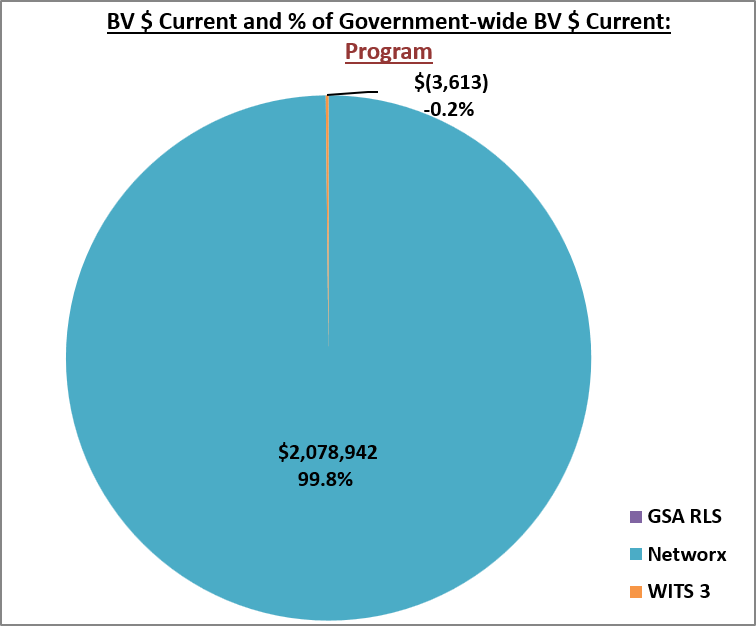 BV $ Current and % of Government-wide BV $ Current:
Program
$(3,613)
-0.2%
$2,078,942
99.8%
GSA RLS
Networx
WITS 3